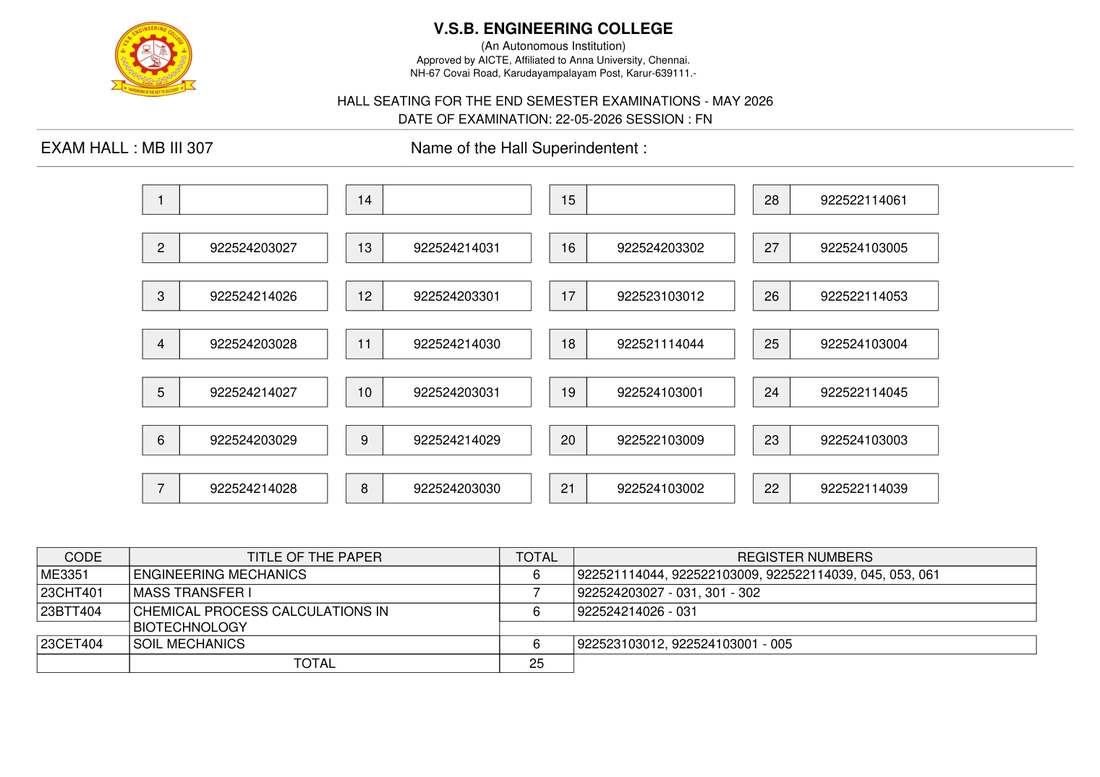 V.S.B. ENGINEERING COLLEGE
(An Autonomous Institution)
Approved by AICTE, Affiliated to Anna University, Chennai.
NH-67 Covai Road, Karudayampalayam Post, Karur-639111.-
HALL SEATING FOR THE END SEMESTER EXAMINATIONS - MAY 2026
DATE OF EXAMINATION: 22-05-2026 SESSION : FN
EXAM HALL : MB III 307 Name of the Hall Superindentent :
1 14 15 28 922522114061
2 922524203027 13 922524214031 16 922524203302 27 922524103005
3 922524214026 12 922524203301 17 922523103012 26 922522114053
4 922524203028 11 922524214030 18 922521114044 25 922524103004
5 922524214027 10 922524203031 19 922524103001 24 922522114045
6 922524203029 9 922524214029 20 922522103009 23 922524103003
7 922524214028 8 922524203030 21 922524103002 22 922522114039
CODE TITLE OF THE PAPER TOTAL REGISTER NUMBERS
ME3351 ENGINEERING MECHANICS 6 922521114044, 922522103009, 922522114039, 045, 053, 061
23CHT401 MASS TRANSFER I 7 922524203027 - 031, 301 - 302
23BTT404 CHEMICAL PROCESS CALCULATIONS IN 6 922524214026 - 031
BIOTECHNOLOGY
23CET404 SOIL MECHANICS 6 922523103012, 922524103001 - 005
TOTAL 25